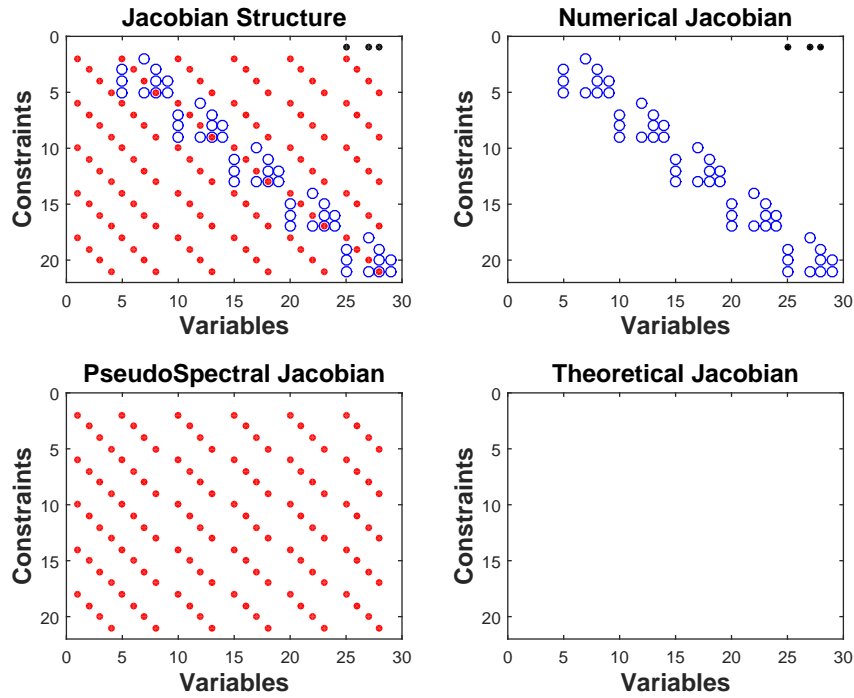 Jacobian Structure
0
5
10
15
20
Constraints
0 5 10 15 20 25 30
Variables
Numerical Jacobian
0
5
10
15
20
Constraints
0 5 10 15 20 25 30
Variables
PseudoSpectral Jacobian
0
5
10
15
20
Constraints
0 5 10 15 20 25 30
Variables
Theoretical Jacobian
0
5
10
15
20
Constraints
0 5 10 15 20 25 30
Variables